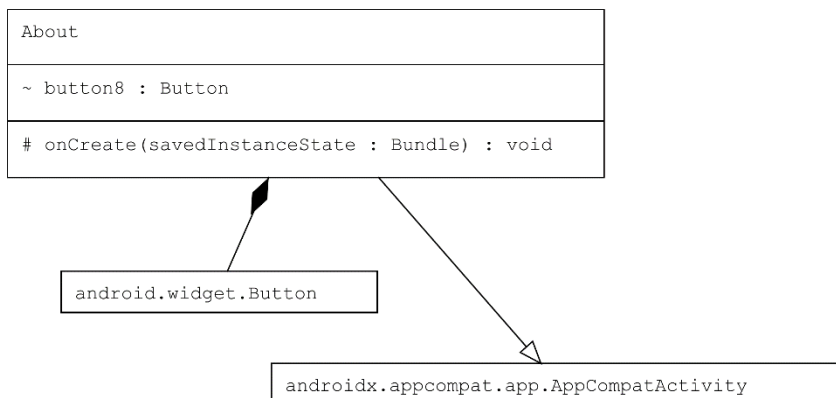 About
~ button8 : Button
# onCreate(savedInstanceState : Bundle) : void
android.widget.Button
androidx.appcompat.app.AppCompatActivity